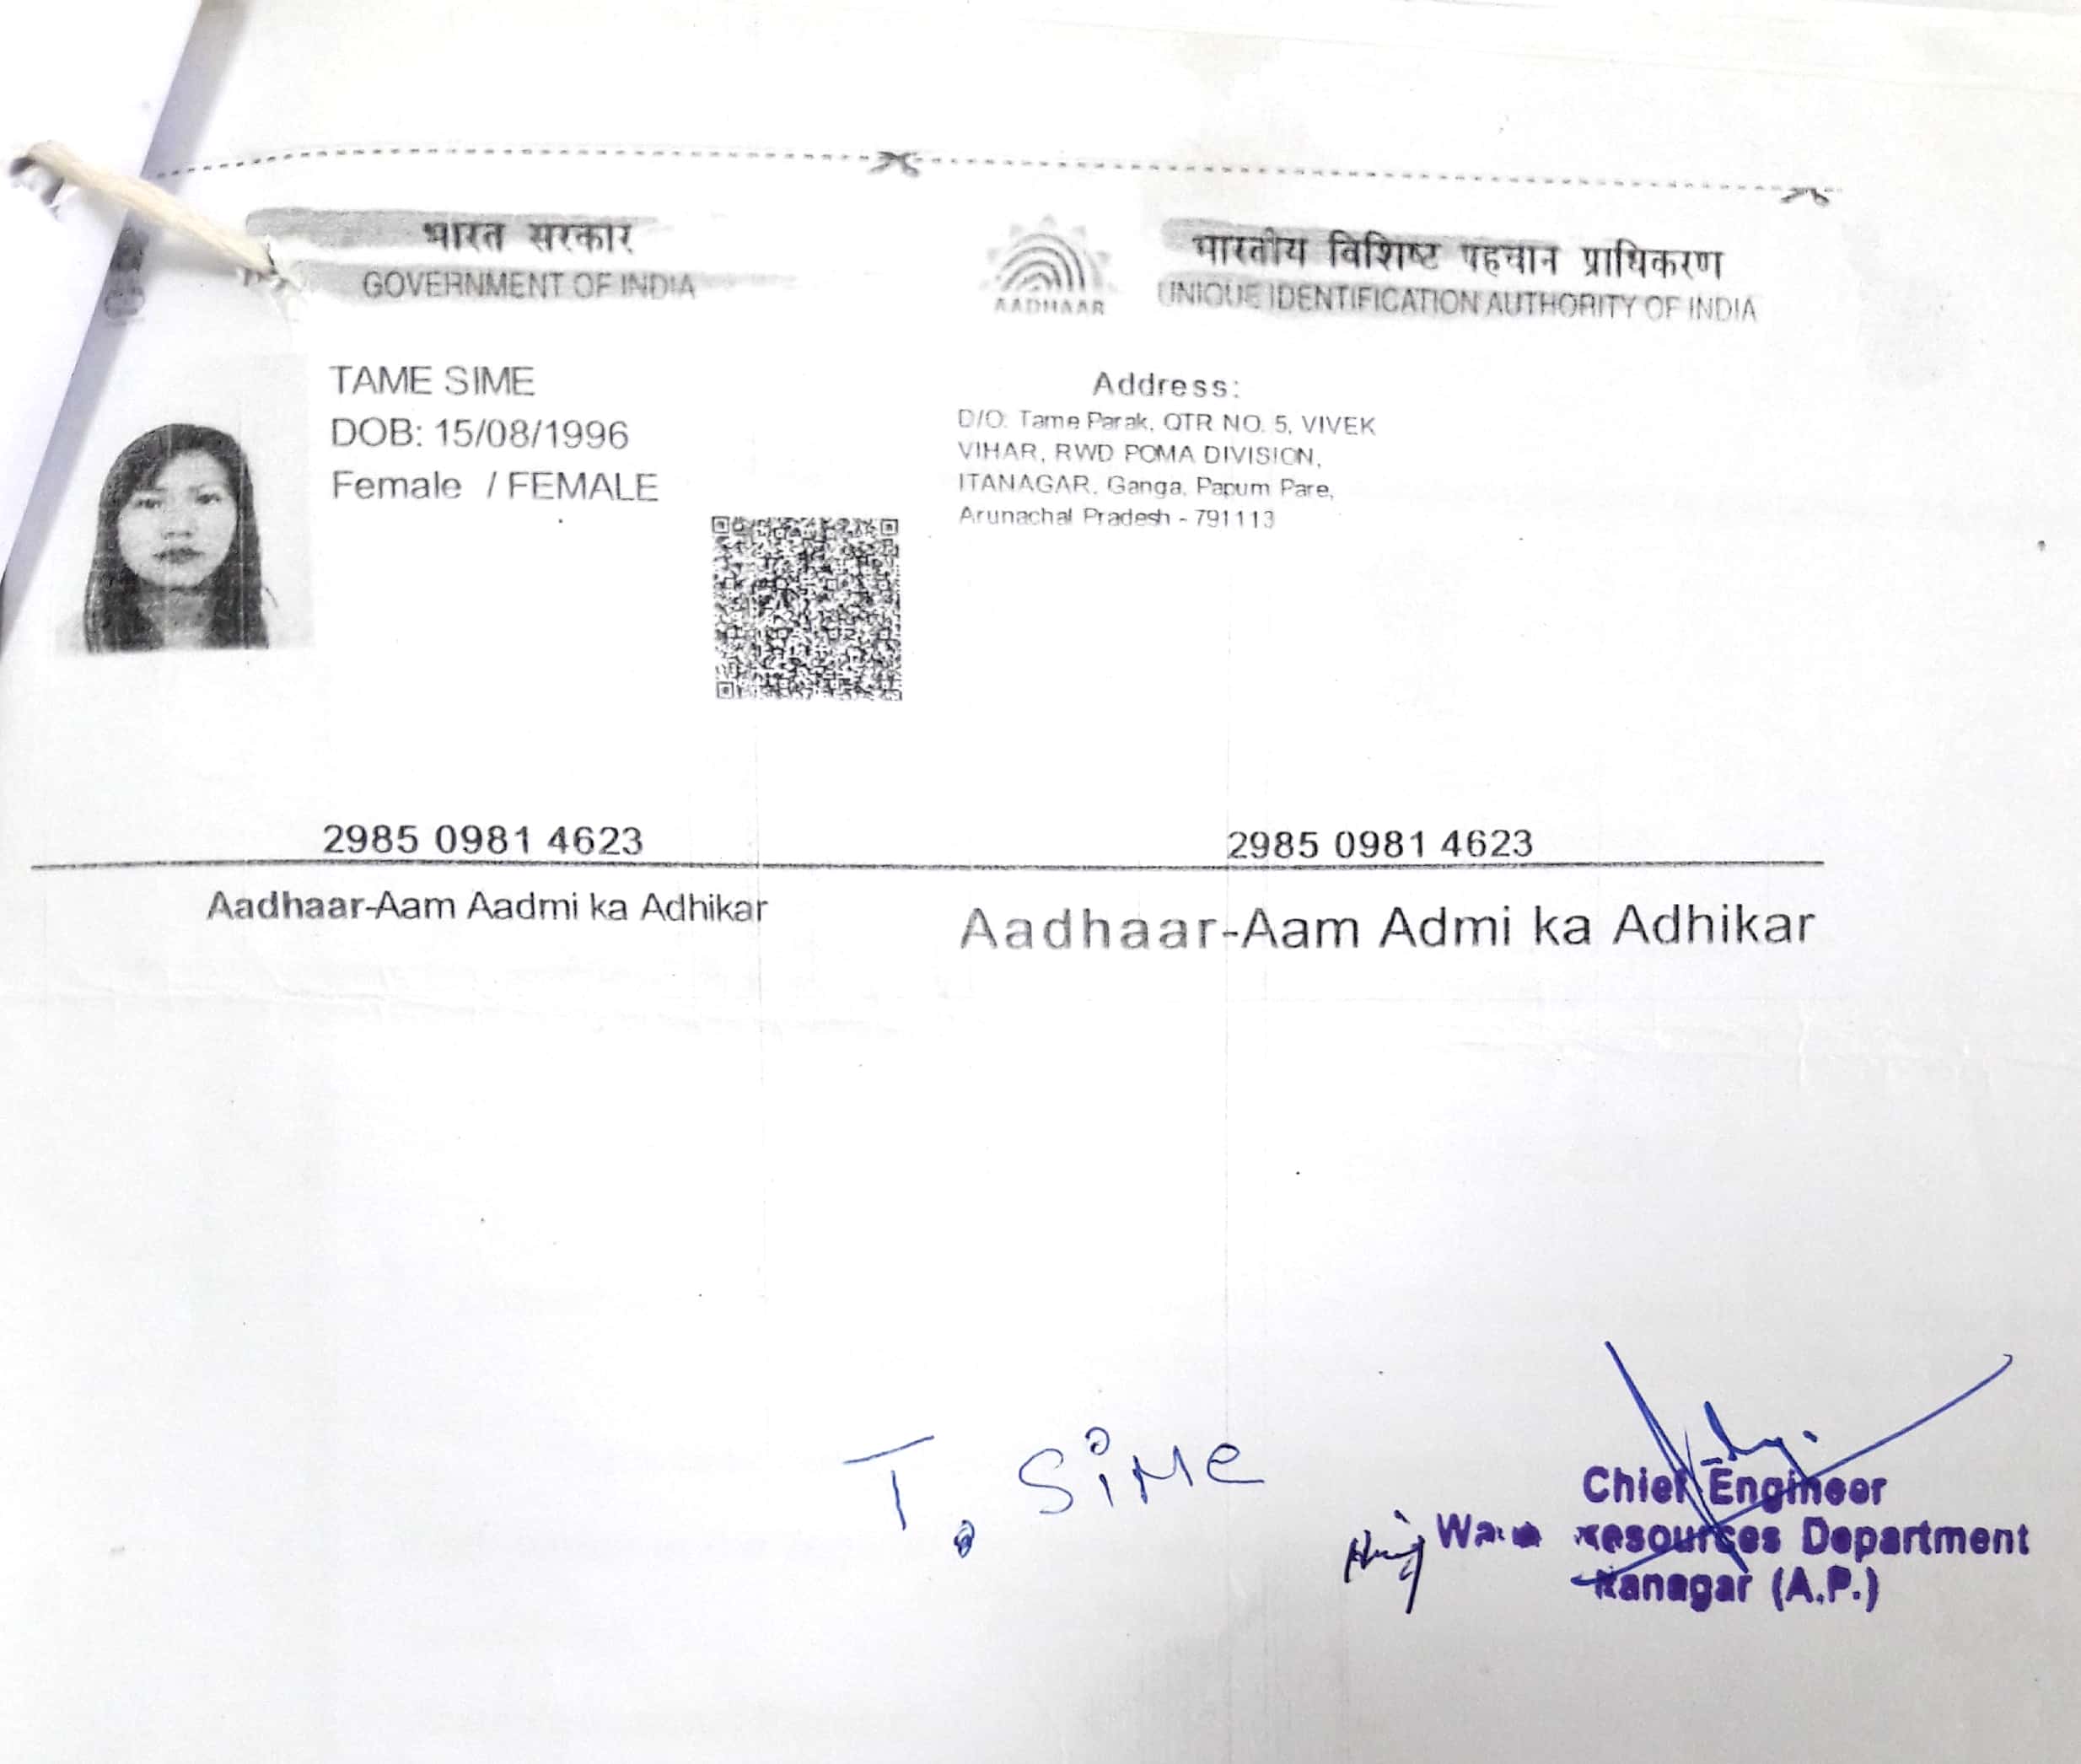 भारत सरकार
GOVERNMENT OF INDIA
TAME SIME
DOB: 15/08/1996
Female / FEMALE
2985 0981 4623
Aadhaar-Aam Aadmi ka Adhikar
AADHAAR
भारतीय विशिष्ट पहचान प्राधिकरण
UNIQUE IDENTIFICATION AUTHORITY OF INDIA
Address:
D/O: Tame Parak, QTR NO. 5, VIVEK
VIHAR, RWD POMA DIVISION,
ITANAGAR, Ganga, Papum Pare,
Arunachal Pradesh - 791113
2985 0981 4623
Aadhaar-Aam Admi ka Adhikar
T. SiMe
Chief Engineer
Resources Department
(A.P.)